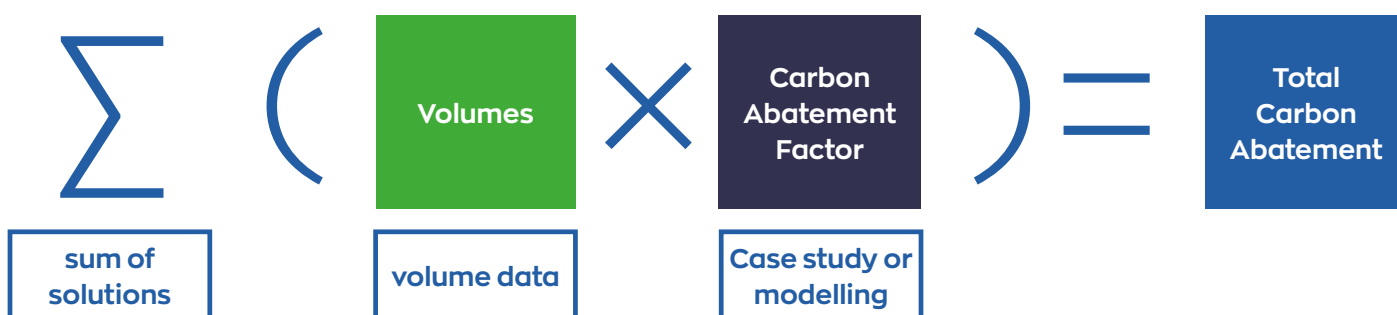 ∑ ( Volumes × Carbon
Abatement
Factor ) = Total
Carbon
Abatement
sum of
solutions
volume data
Case study or
modelling